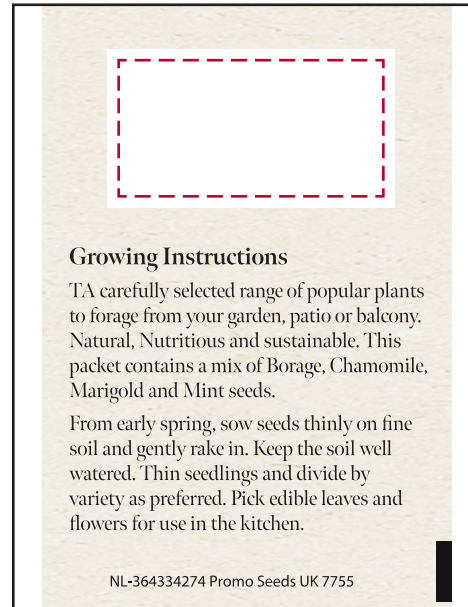 Growing Instructions
TA carefully selected range of popular plants
to forage from your garden, patio or balcony.
Natural, Nutritious and sustainable. This
packet contains a mix of Borage, Chamomile,
Marigold and Mint seeds.
From early spring, sow seeds thinly on fine
soil and gently rake in. Keep the soil well
watered. Thin seedlings and divide by
variety as preferred. Pick edible leaves and
flowers for use in the kitchen.
NL-364334274 Promo Seeds UK 7755